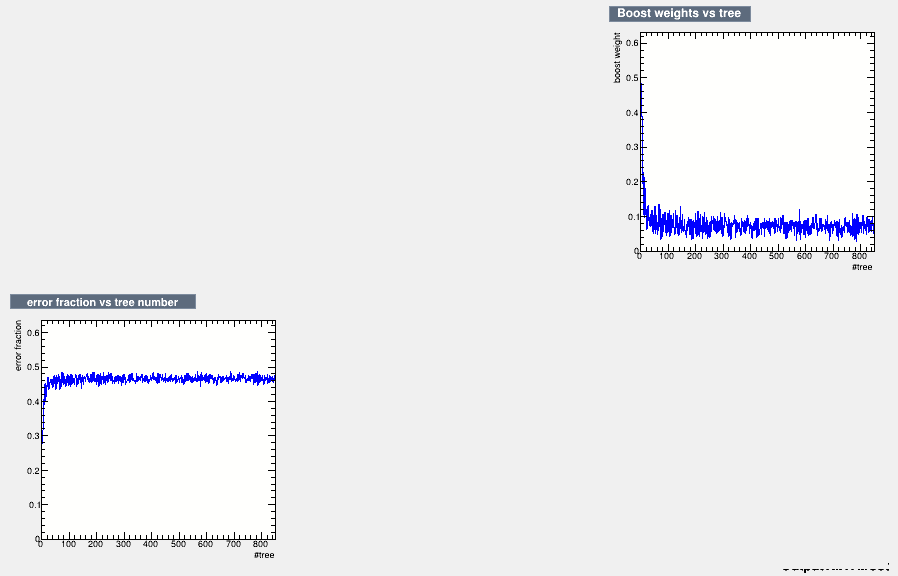 Boost weights vs tree
boost weight
0.6
0.5
0.4
0.3
0.2
0.1
0
0 100 200 300 400 500 600 700 800
#tree
error fraction vs tree number
error fraction
0.6
0.5
0.4
0.3
0.2
0.1
0
0 100 200 300 400 500 600 700 800
#tree